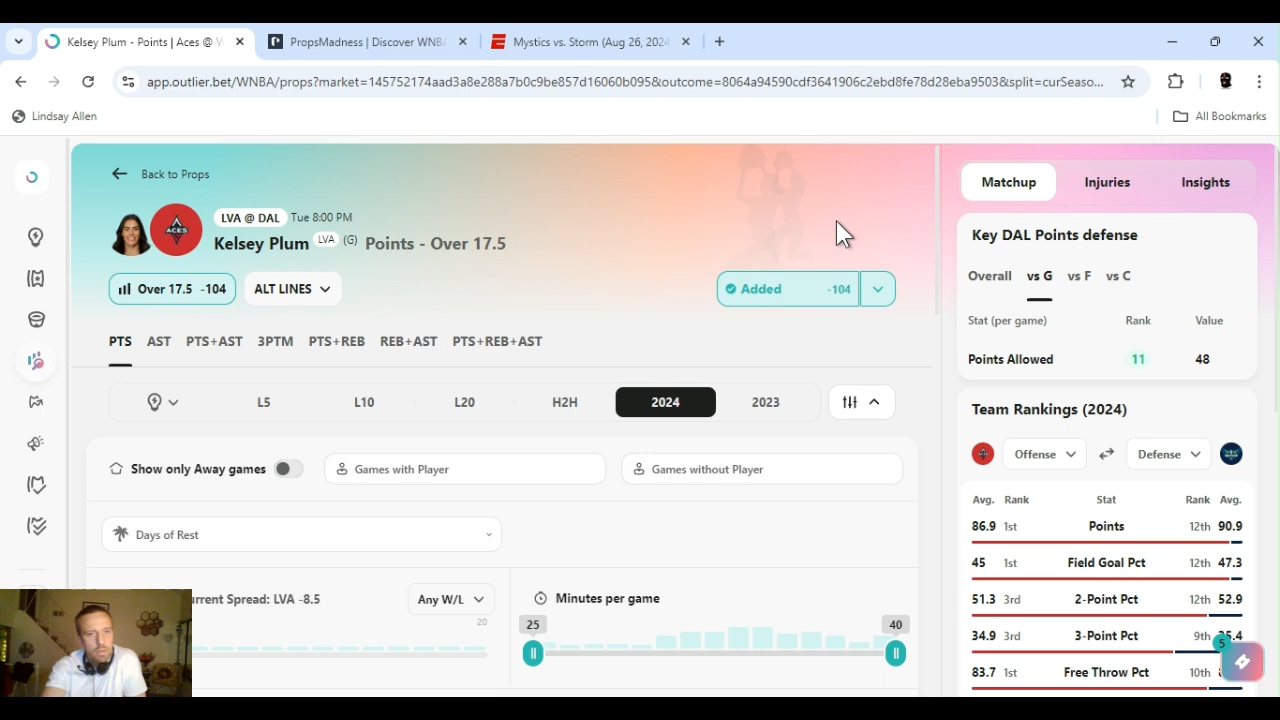 Kelsey Plum - Points | Aces @ W
PropsMadness | Discover WNB
Mystics vs. Storm (Aug 26, 2024
app.outlier.bet/WNBA/props?market=145752174aad3a8e288a7b0c9be857d16060b095&outcome=8064a94590cdf3641906c2ebd8fe78d28eba9503&split=curSeaso...
Lindsay Allen
All Bookmarks
Back to Props
LVA @ DAL Tue 8:00 PM
ACES
Kelsey Plum LVA (G) Points - Over 17.5
Over 17.5 -104
ALT LINES
Added -104
PTS AST PTS+AST 3PTM PTS+REB REB+AST PTS+REB+AST
L5 L10 L20 H2H 2024 2023
Show only Away games
Games with Player
Games without Player
Days of Rest
rrent Spread: LVA -8.5
Any W/L
20
Minutes per game
25 40
Matchup Injuries Insights
Key DAL Points defense
Overall vs G vs F vs C
Stat (per game) Rank Value
Points Allowed 11 48
Team Rankings (2024)
Offense Defense
Avg. Rank Stat Rank Avg.
86.9 1st Points 12th 90.9
45 1st Field Goal Pct 12th 47.3
51.3 3rd 2-Point Pct 12th 52.9
34.9 3rd 3-Point Pct 9th 5.4
5
83.7 1st Free Throw Pct 10th